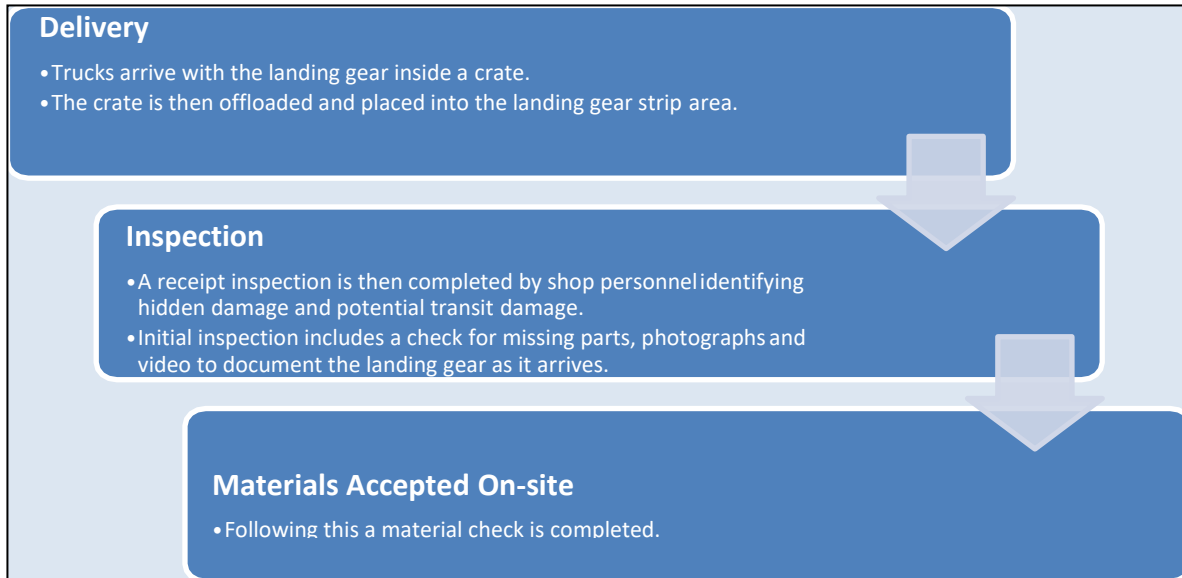 Delivery
•Trucks arrive with the landing gear inside a crate.
•The crate is then offloaded and placed into the landing gear strip area.
Inspection
•A receipt inspection is then completed by shop personnel identifying
hidden damage and potential transit damage.
•Initial inspection includes a check for missing parts, photographs and
video to document the landing gear as it arrives.
Materials Accepted On-site
•Following this a material check is completed.